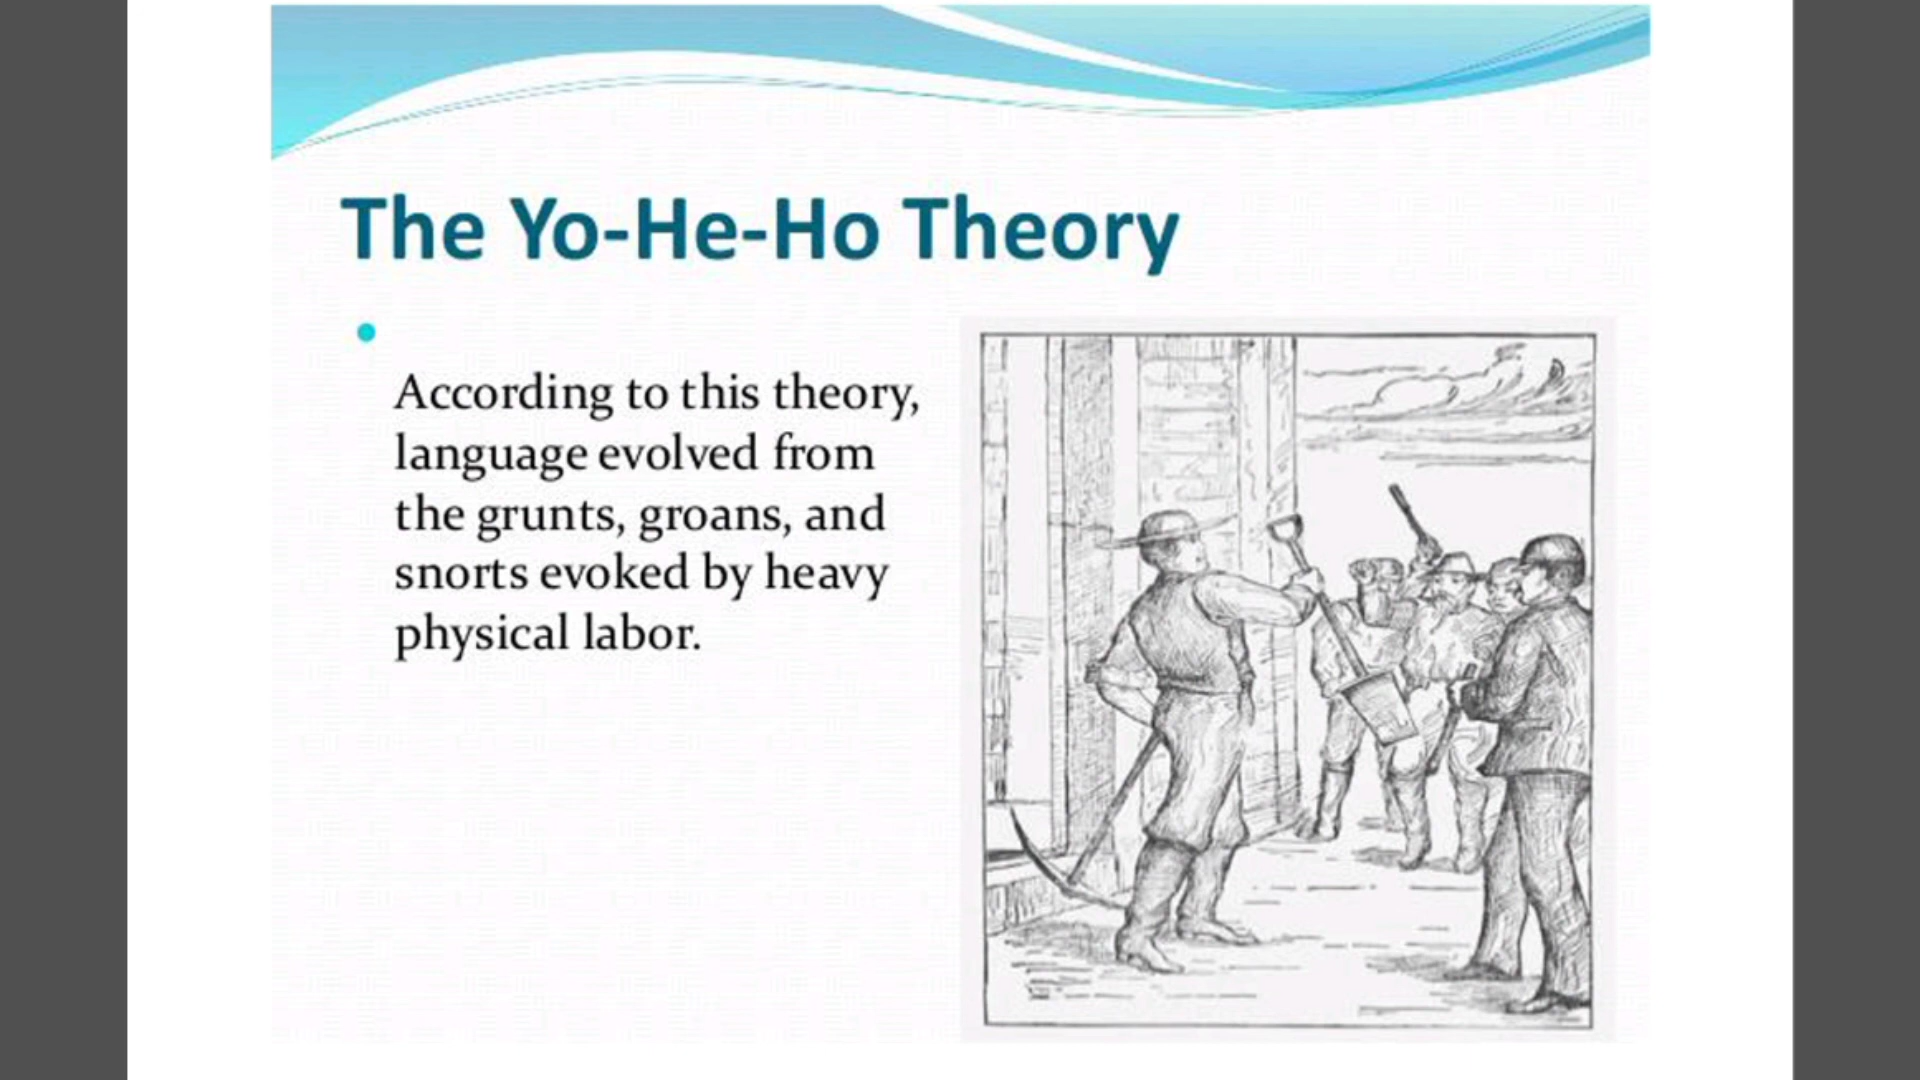 The Yo-He-Ho Theory
According to this theory,
language evolved from
the grunts, groans, and
snorts evoked by heavy
physical labor.